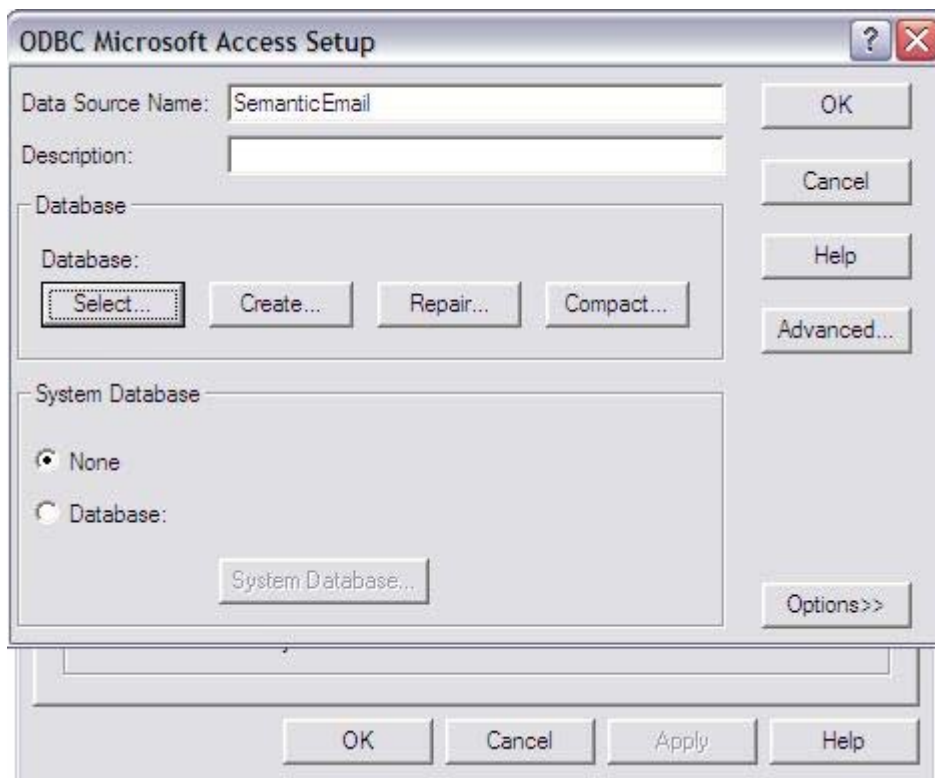 ODBC Microsoft Access Setup
Data Source Name: SemanticEmail OK
Description:
Cancel
Database
Database: Help
Select... Create... Repair... Compact...
Advanced...
System Database
None
Database:
System Database...
Options>>
OK Cancel Apply Help